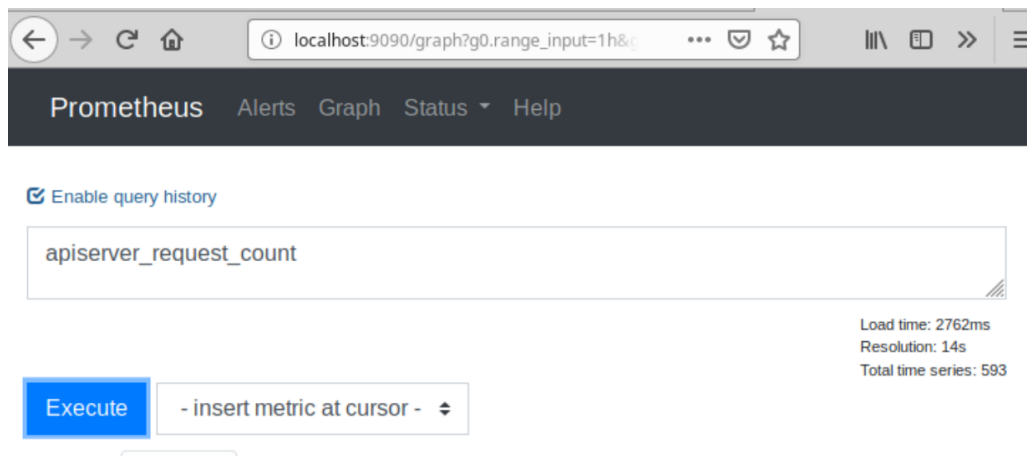 localhost:9090/graph?g0.range_input=1h&
Prometheus Alerts Graph Status Help
Enable query history
apiserver_request_count
Load time: 2762ms
Resolution: 14s
Total time series: 593
Execute - insert metric at cursor -